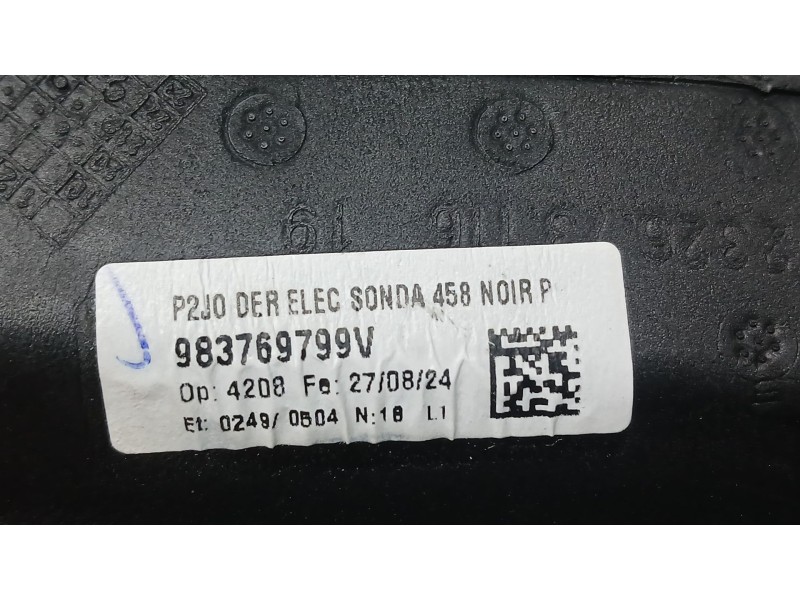 P2JO DER ELEC SONDA 458 NOIR P
983769799V
Op: 4208 Fe: 27/08/24
Et: 0249/ 0504 N:18 L1